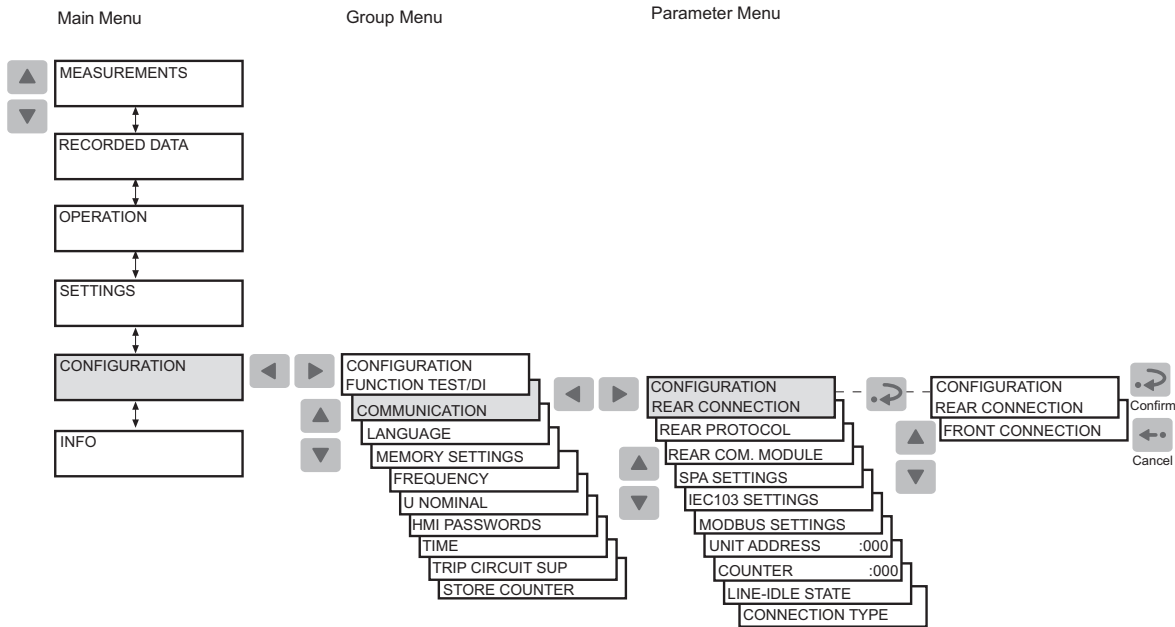 Main Menu
Group Menu
Parameter Menu
MEASUREMENTS
RECORDED DATA
OPERATION
SETTINGS
CONFIGURATION
INFO
CONFIGURATION
FUNCTION TEST/DI
COMMUNICATION
LANGUAGE
MEMORY SETTINGS
FREQUENCY
U NOMINAL
HMI PASSWORDS
TIME
TRIP CIRCUIT SUP
STORE COUNTER
CONFIGURATION
REAR CONNECTION
REAR PROTOCOL
REAR COM. MODULE
SPA SETTINGS
IEC103 SETTINGS
MODBUS SETTINGS
UNIT ADDRESS :000
COUNTER :000
LINE-IDLE STATE
CONNECTION TYPE
CONFIGURATION
REAR CONNECTION
FRONT CONNECTION
Confirm
Cancel